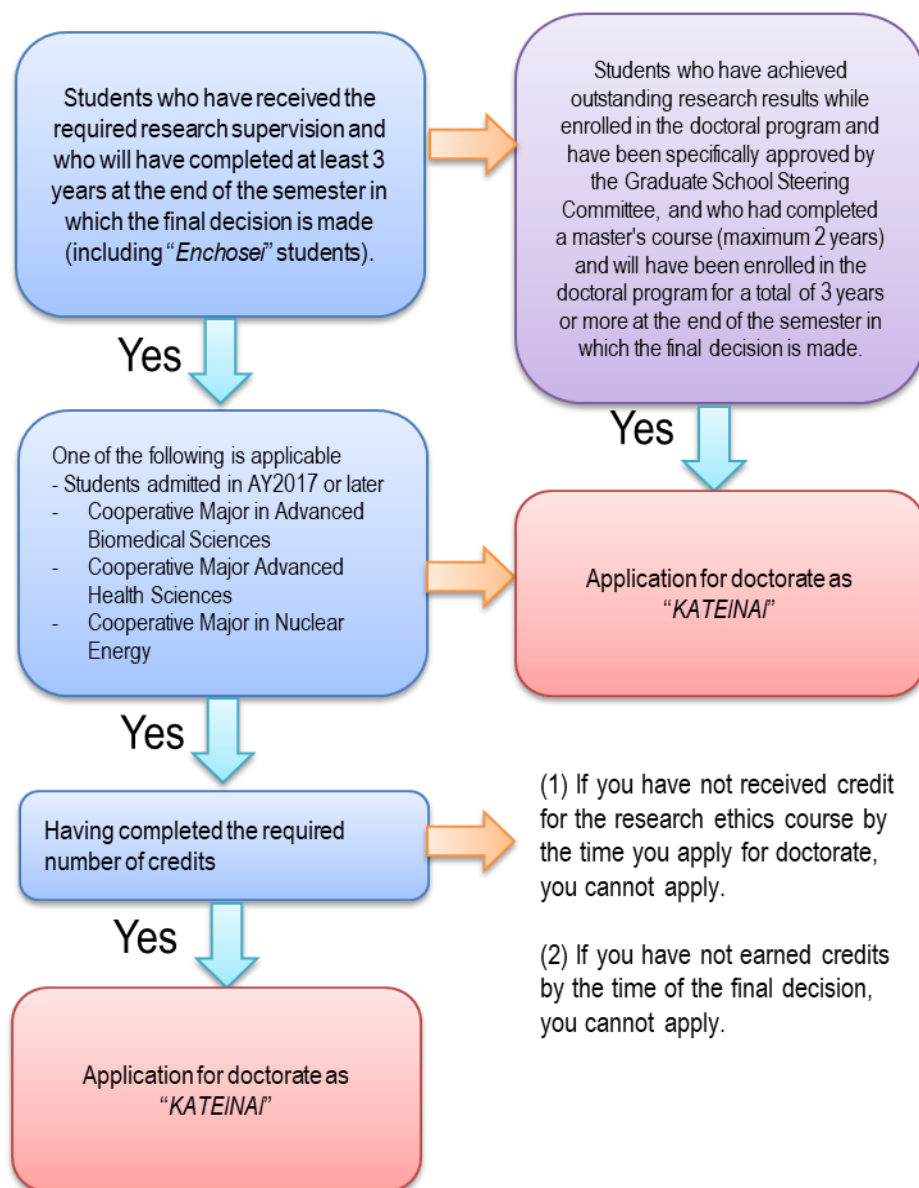 Students who have received the
required research supervision and
who will have completed at least 3
years at the end of the semester in
which the final decision is made
(including “Enchosei” students).
Students who have achieved
outstanding research results while
enrolled in the doctoral program and
have been specifically approved by
the Graduate School Steering
Committee, and who had completed
a master's course (maximum 2 years)
and will have been enrolled in the
doctoral program for a total of 3 years
or more at the end of the semester in
which the final decision is made.
Yes
Yes
One of the following is applicable
- Students admitted in AY2017 or later
- Cooperative Major in Advanced
Biomedical Sciences
- Cooperative Major Advanced
Health Sciences
- Cooperative Major in Nuclear
Energy
Application for doctorate as
“KATEINAI”
Yes
Having completed the required
number of credits
(1) If you have not received credit
for the research ethics course by
the time you apply for doctorate,
you cannot apply.
(2) If you have not earned credits
by the time of the final decision,
you cannot apply.
Yes
Application for doctorate as
“KATEINAI”